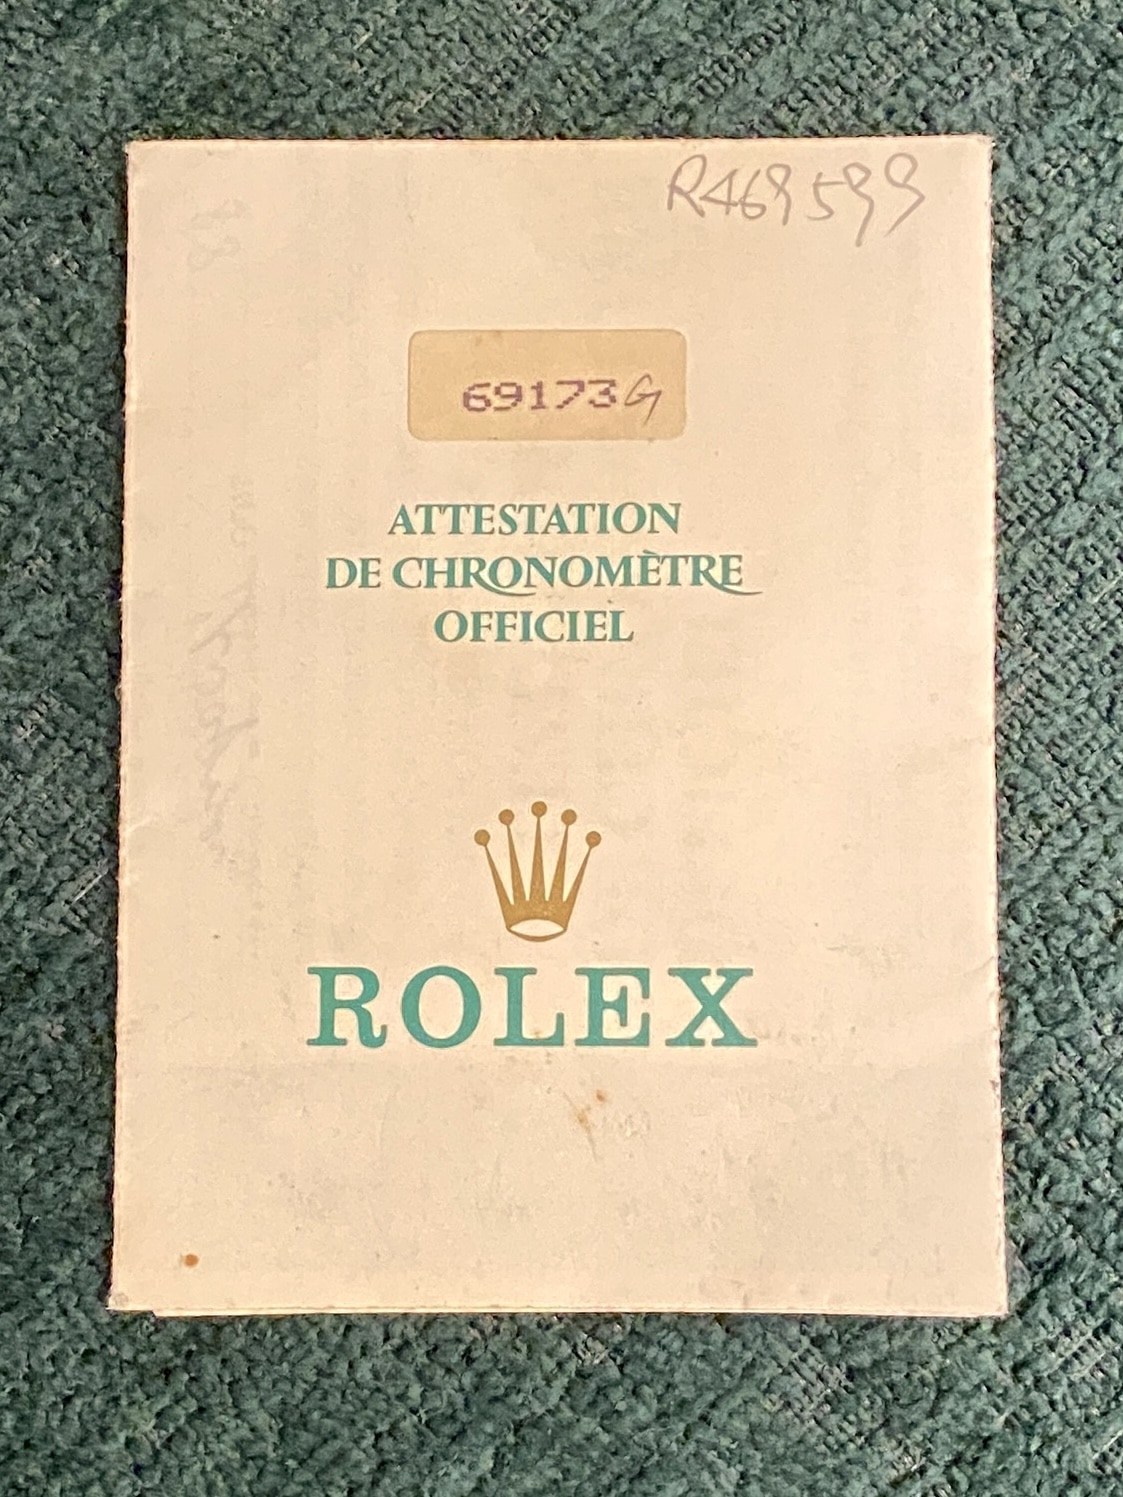 R469599
69173G
ATTESTATION
DE CHRONOMÈTRE
OFFICIEL
ROLEX